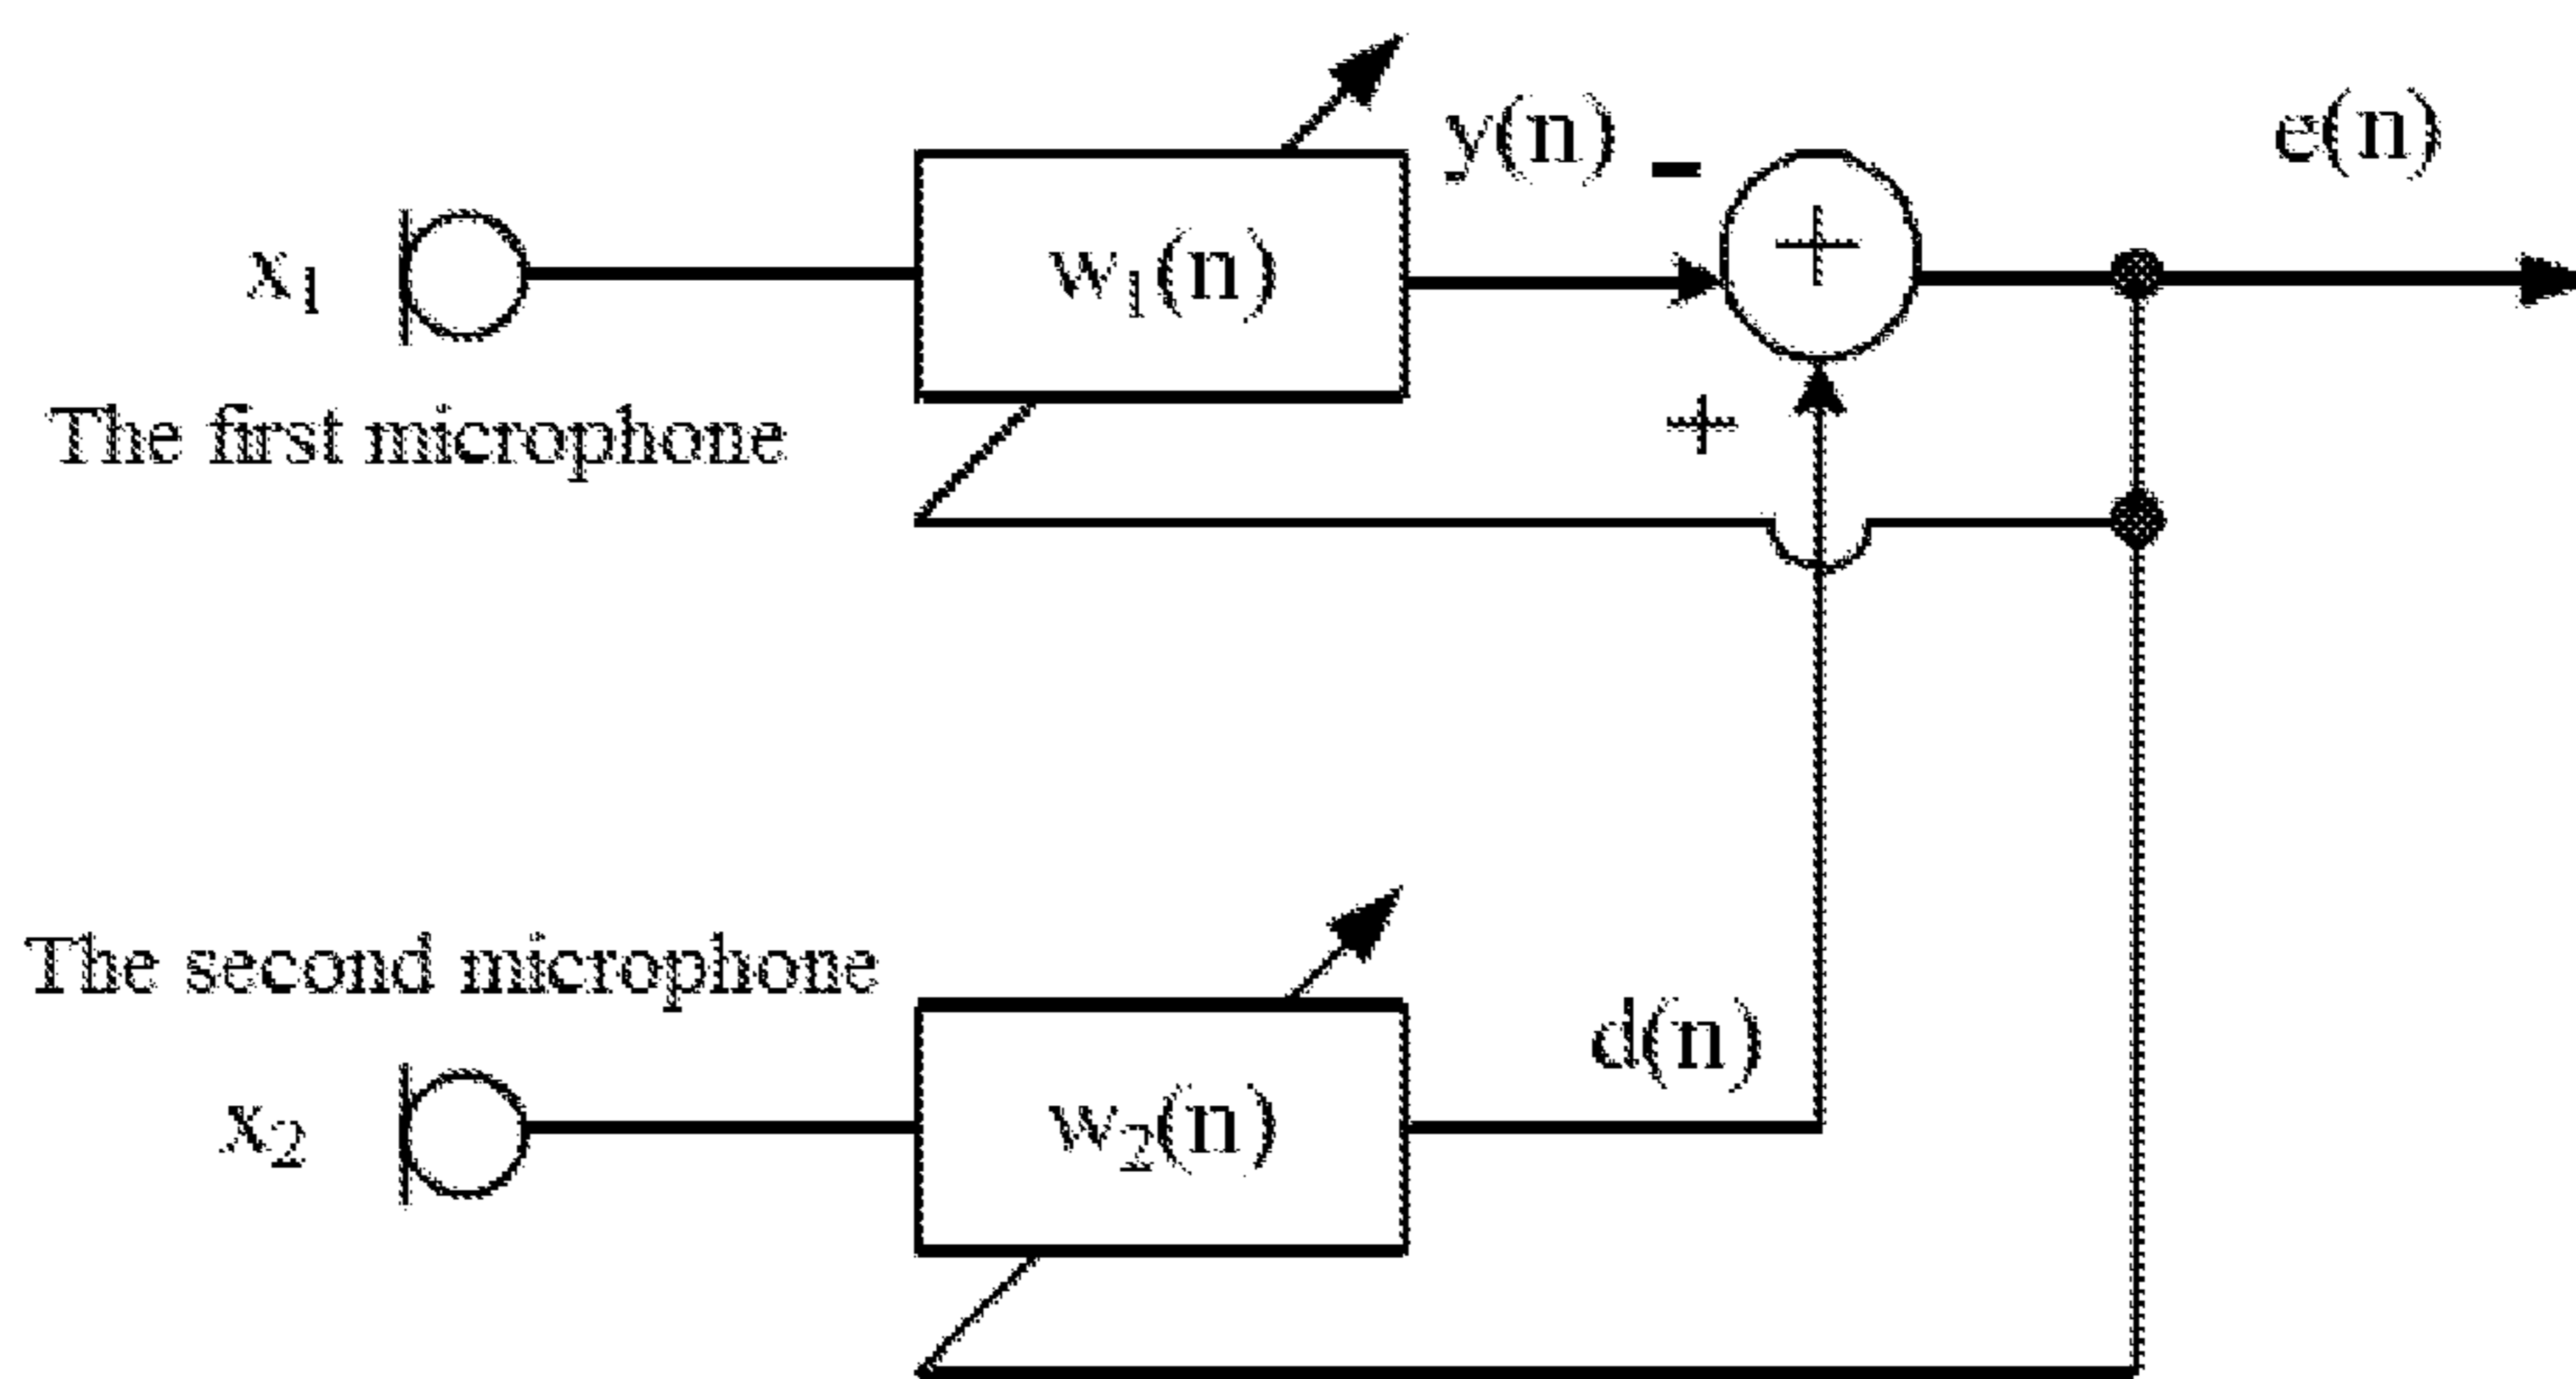 y(n) - e(n)
x1 w1(n) +
The first microphone +
The second microphone
d(n)
x2 w2(n)